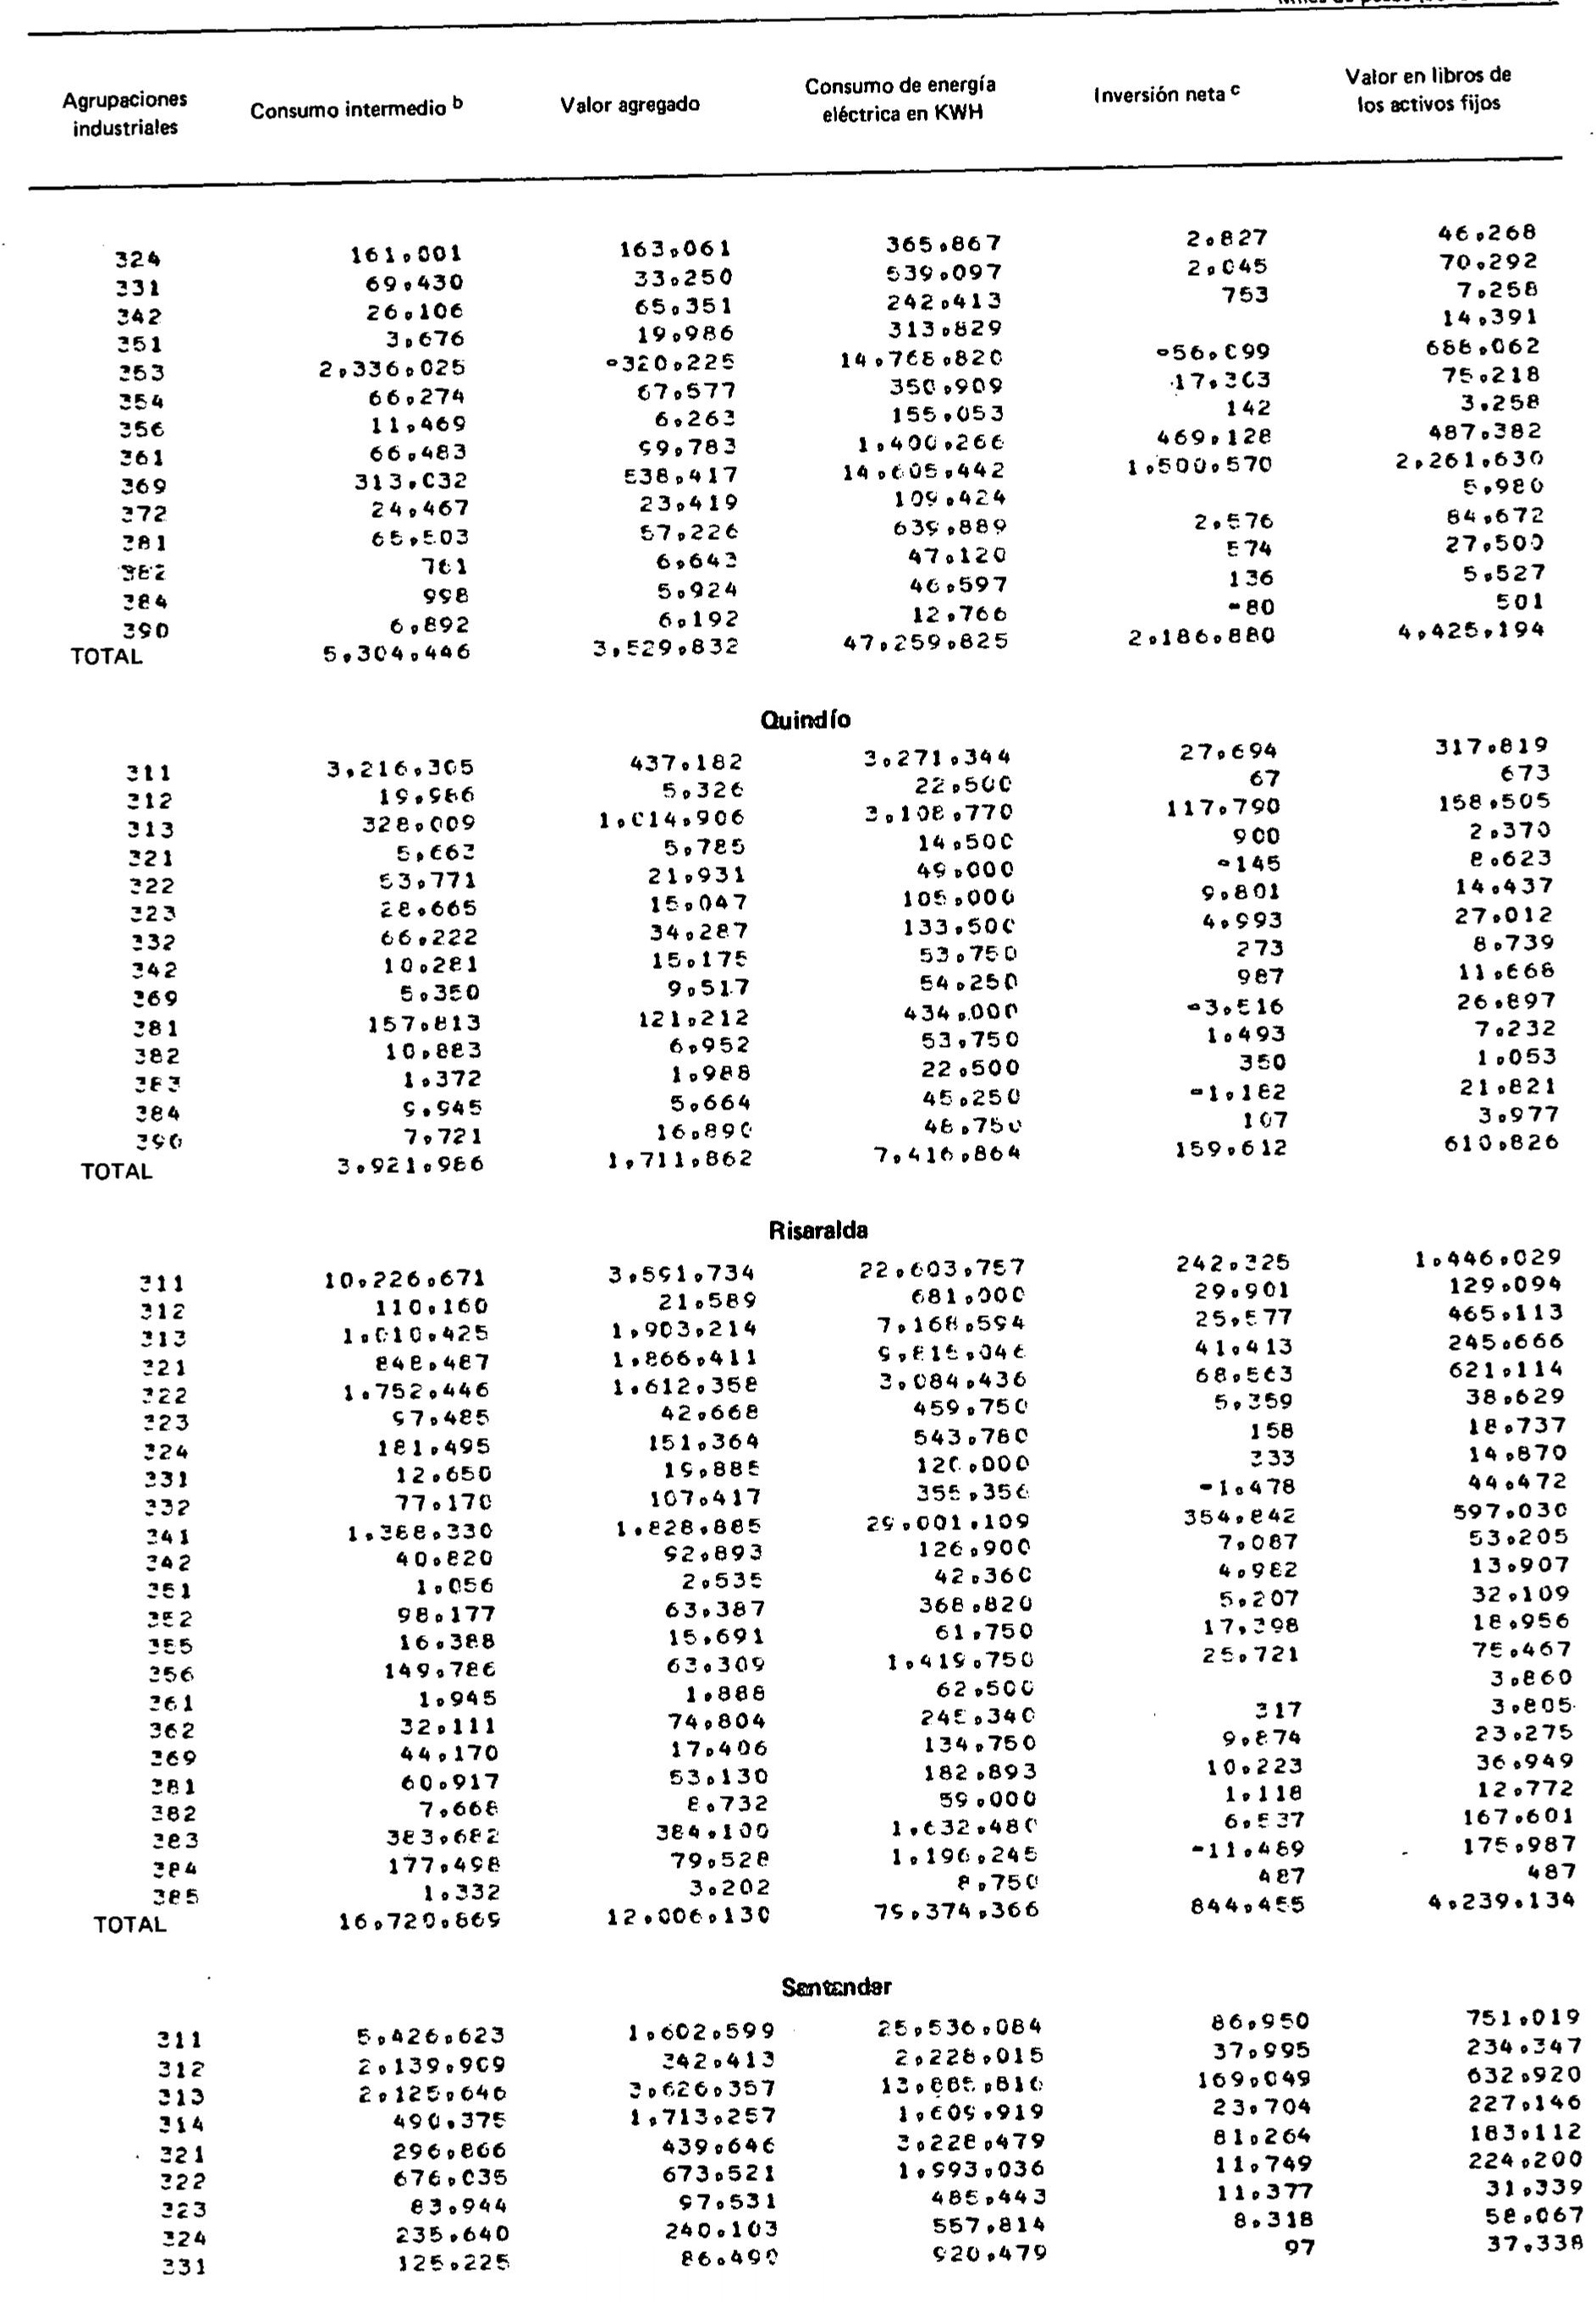 Agrupaciones industriales Consumo intermedio b Valor agregado Consumo de energía eléctrica en KWH Inversión neta c Valor en libros de los activos fijos
324 161,001 163,061 365,867 2,827 46,268
331 69,430 33,250 539,097 2,045 70,292
342 26,106 65,351 242,413 753 7,258
351 3,676 19,986 313,829 14,391
353 2,336,025 -320,225 14,768,820 -56,099 688,062
354 66,274 67,577 350,909 17,363 75,218
356 11,469 6,263 155,053 142 3,258
361 66,483 99,783 1,400,266 469,128 487,382
369 313,032 538,417 14,605,442 1,500,570 2,261,630
372 24,467 23,419 109,424 5,980
381 65,503 57,226 639,889 2,576 84,672
382 761 6,643 47,120 574 27,500
384 998 5,924 46,597 136 5,527
390 6,892 6,192 12,766 -80 501
TOTAL 5,304,446 3,529,832 47,259,825 2,186,880 4,425,194
Quindío
311 3,216,305 437,182 3,271,344 27,694 317,819
312 19,986 5,326 22,500 67 673
313 328,009 1,014,906 3,108,770 117,790 158,505
321 5,663 5,785 14,500 900 2,370
322 53,771 21,931 49,000 -145 8,623
323 28,665 15,047 105,000 9,801 14,437
332 66,222 34,287 133,500 4,993 27,012
342 10,281 15,175 53,750 273 8,739
369 5,350 9,517 54,250 987 11,668
381 157,813 121,212 434,000 -3,516 26,897
382 10,883 6,952 53,750 1,493 7,232
383 1,372 1,988 22,500 350 1,053
384 9,945 5,664 45,250 -1,182 21,821
390 7,721 16,890 48,750 107 3,977
TOTAL 3,921,986 1,711,862 7,416,864 159,612 610,826
Risaralda
311 10,226,671 3,591,734 22,603,757 242,325 1,446,029
312 110,160 21,589 681,000 29,901 129,094
313 1,010,425 1,903,214 7,168,594 25,577 465,113
321 848,487 1,866,411 9,815,046 41,413 245,666
322 1,752,446 1,612,358 3,084,436 68,563 621,114
323 97,485 42,668 459,750 5,359 38,629
324 181,495 151,364 543,780 158 18,737
331 12,650 19,885 120,000 333 14,870
332 77,170 107,417 355,356 -1,478 44,472
341 1,388,330 1,828,885 29,001,109 354,842 597,030
342 40,820 92,893 126,900 7,087 53,205
351 1,056 2,535 42,360 4,982 13,907
352 98,177 63,387 368,820 5,207 32,109
355 16,388 15,691 61,750 17,398 18,956
356 149,786 63,309 1,419,750 25,721 75,467
361 1,945 1,888 62,500 3,860
362 32,111 74,804 245,340 317 3,805
369 44,170 17,406 134,750 9,874 23,275
381 60,917 53,130 182,893 10,223 36,949
382 7,668 8,732 59,000 1,118 12,772
383 383,682 384,100 1,632,480 6,537 167,601
384 177,498 79,528 1,196,245 -11,489 175,987
385 1,332 3,202 8,750 487 487
TOTAL 16,720,869 12,006,130 79,374,366 844,455 4,239,134
Santander
311 5,426,623 1,602,599 25,536,084 86,950 751,019
312 2,139,909 342,413 2,228,015 37,995 234,347
313 2,125,646 3,626,357 13,885,816 169,049 632,920
314 490,375 1,713,257 1,609,919 23,704 227,146
321 296,866 439,646 3,228,479 81,264 183,112
322 676,035 673,521 1,993,036 11,749 224,200
323 83,944 97,531 485,443 11,377 31,339
324 235,640 240,103 557,814 8,318 58,067
331 125,225 86,490 920,479 97 37,338